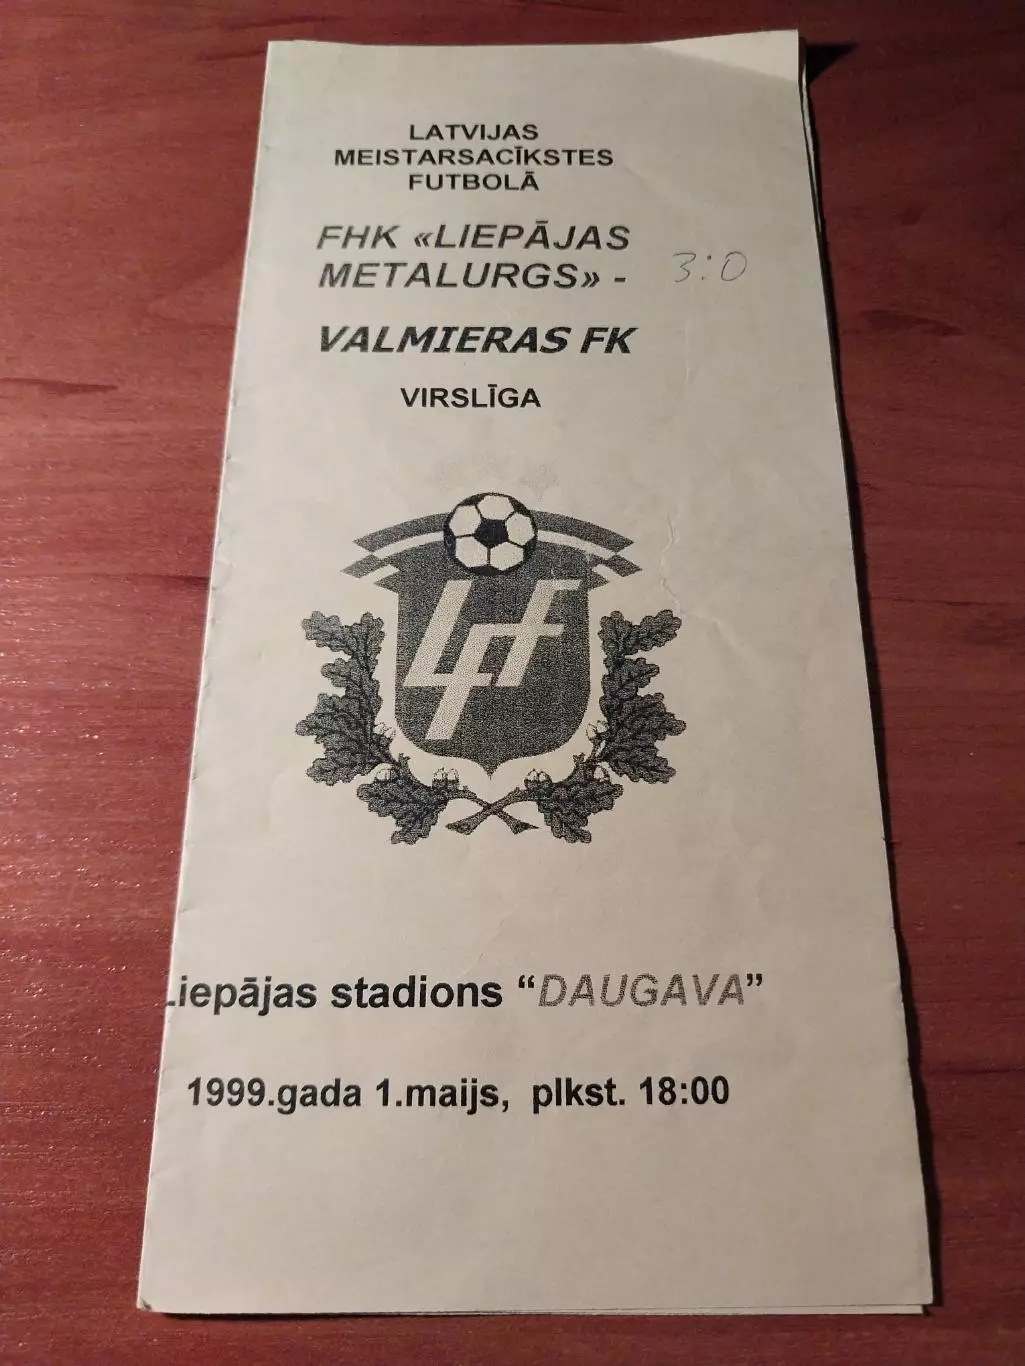 LATVIJAS
MEISTARSACĪKSTES
FUTBOLĀ
FHK «LIEPĀJAS
METALURGS» -
3:0
VALMIERAS FK
VIRSLĪGA
LFF
Liepājas stadions “DAUGAVA”
1999.gada 1.maijs, plkst. 18:00